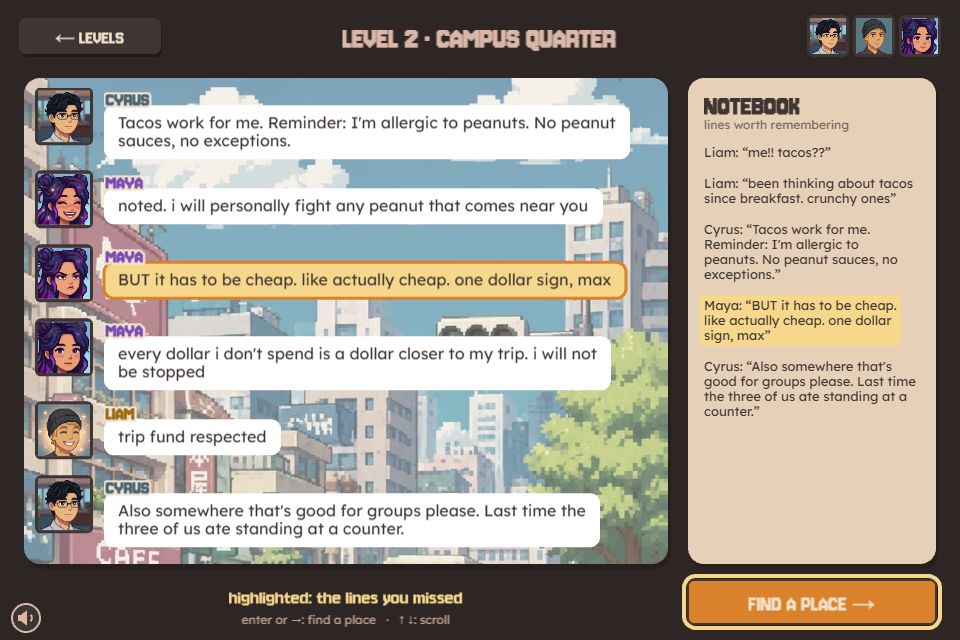 ← LEVELS
LEVEL 2 · CAMPUS QUARTER
CYRUS
Tacos work for me. Reminder: I'm allergic to peanuts. No peanut
sauces, no exceptions.
MAYA
noted. i will personally fight any peanut that comes near you
MAYA
BUT it has to be cheap. like actually cheap. one dollar sign, max
MAYA
every dollar i don't spend is a dollar closer to my trip. i will not
be stopped
LIAM
trip fund respected
CYRUS
Also somewhere that's good for groups please. Last time the
three of us ate standing at a counter.
CAFE
NOTEBOOK
lines worth remembering
Liam: “me!! tacos??”
Liam: “been thinking about tacos
since breakfast. crunchy ones”
Cyrus: “Tacos work for me.
Reminder: I'm allergic to
peanuts. No peanut sauces, no
exceptions.”
Maya: “BUT it has to be cheap.
like actually cheap. one dollar
sign, max”
Cyrus: “Also somewhere that's
good for groups please. Last time
the three of us ate standing at a
counter.”
highlighted: the lines you missed
enter or →: find a place · ↑↓: scroll
FIND A PLACE →